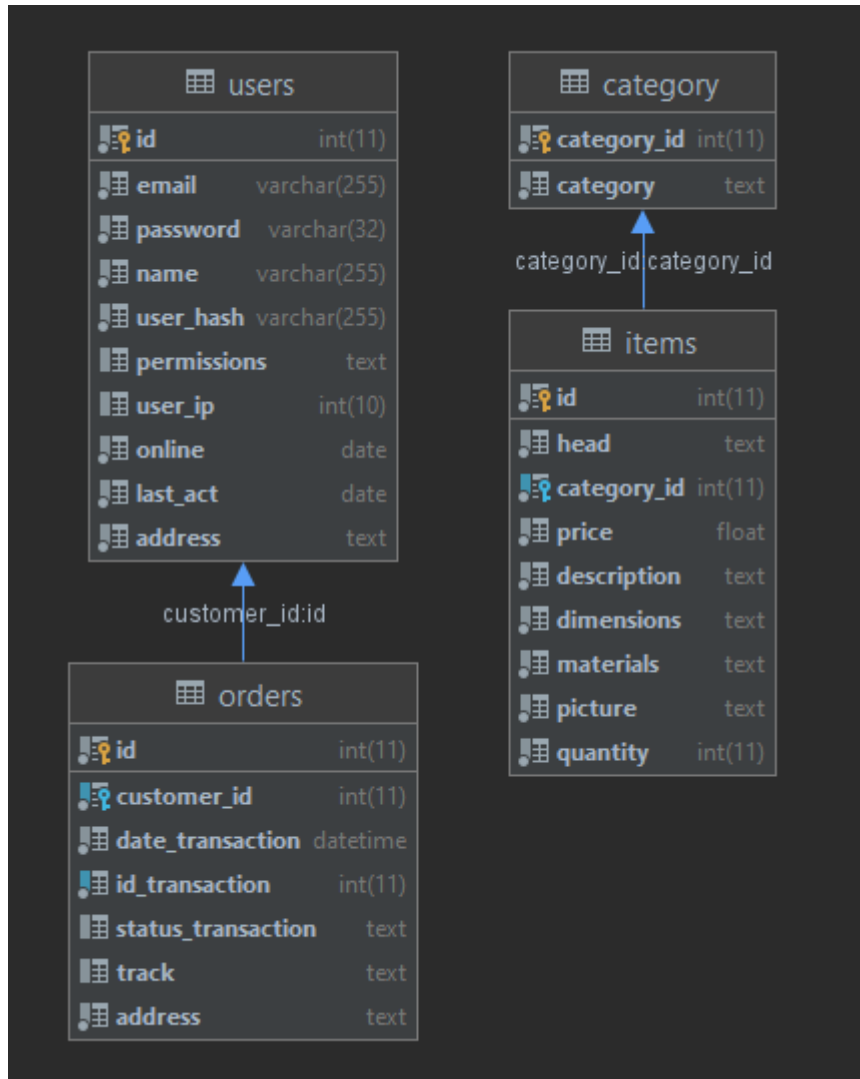 users
id int(11)
email varchar(255)
password varchar(32)
name varchar(255)
user_hash varchar(255)
permissions text
user_ip int(10)
online date
last_act date
address text
customer_id:id
orders
id int(11)
customer_id int(11)
date_transaction datetime
id_transaction int(11)
status_transaction text
track text
address text
category
category_id int(11)
category text
category_id:category_id
items
id int(11)
head text
category_id int(11)
price float
description text
dimensions text
materials text
picture text
quantity int(11)